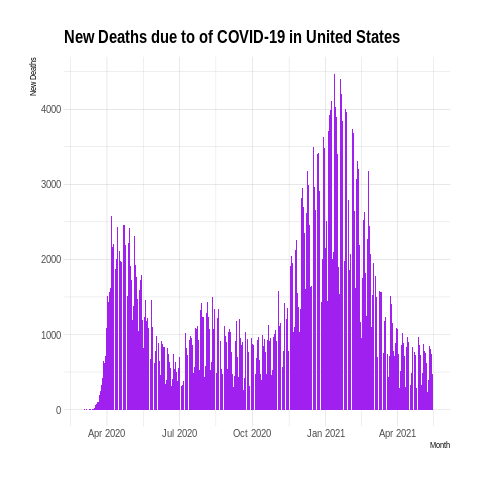 New Deaths due to of COVID-19 in United States
New Deaths
4000
3000
2000
1000
0
Apr 2020 Jul 2020 Oct 2020 Jan 2021 Apr 2021
Month